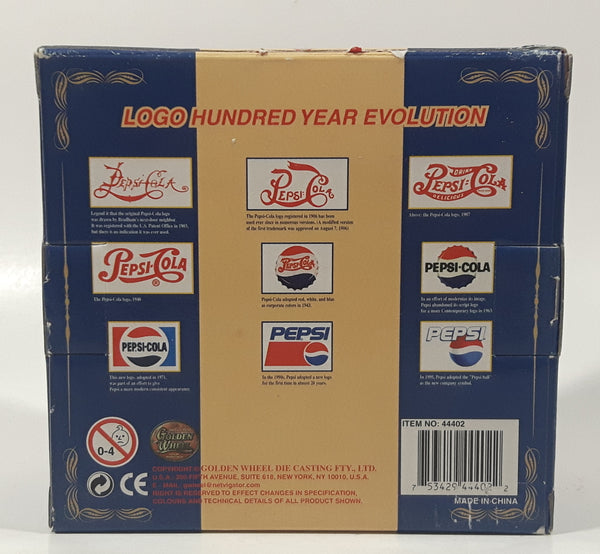 LOGO HUNDRED YEAR EVOLUTION
PEPSI-COLA
Legend it that the original Pepsi-Cola logo
was drawn by Bradham's next-door neighbor.
It was registered with the U.S. Patent Office in 1903,
but there is no indication it was ever used.
PEPSI-COLA
The Pepsi-Cola logo registered in 1906 has been
used ever since in numerous versions. (A modified version
of the first trademark was approved on August 7, 1906)
DRINK
PEPSI-COLA
DELICIOUS
Above: the Pepsi-Cola logo, 1907
PEPSI-COLA
The Pepsi-Cola logo, 1940
Pepsi-Cola
Pepsi-Cola adopted red, white, and blue
as corporate colors in 1943.
PEPSI-COLA
In an effort of modernize its image,
Pepsi abandoned its script logo
for a more Contemporary logo in 1963
PEPSI-COLA
This new logo, adopted in 1971,
was part of an effort to give
Pepsi a more modern consistent appearance.
PEPSI
In the 1990s, Pepsi adopted a new logo
for the first time in almost 20 years.
PEPSI
In 1995, Pepsi adopted the "Pepsi ball"
as the new company symbol.
0-4
GOLDEN WHEEL
CE
COPYRIGHT © GOLDEN WHEEL DIE CASTING FTY., LTD.
U.S.A : 200 FIFTH AVENUE, SUITE 618, NEW YORK, NY 10010, U.S.A.
E - MAIL : gameal@netvigator.com
RIGHT IS RESERVED TO EFFECT CHANGES IN SPECIFICATION,
COLOURS AND TECHNICAL DETAILS OF ALL PRODUCT SHOWN.
ITEM NO: 44402
7 53429 44402 2
MADE IN CHINA